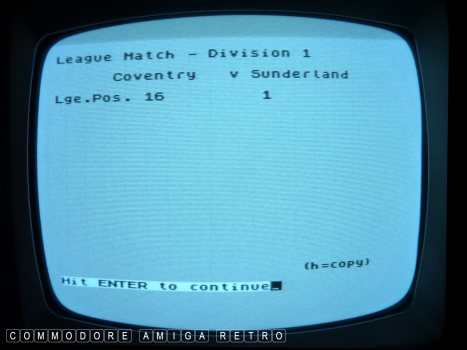 League Match - Division 1
Coventry v Sunderland
Lge.Pos. 16 1
(h=copy)
Hit ENTER to continue
COMMODORE AMIGA RETRO